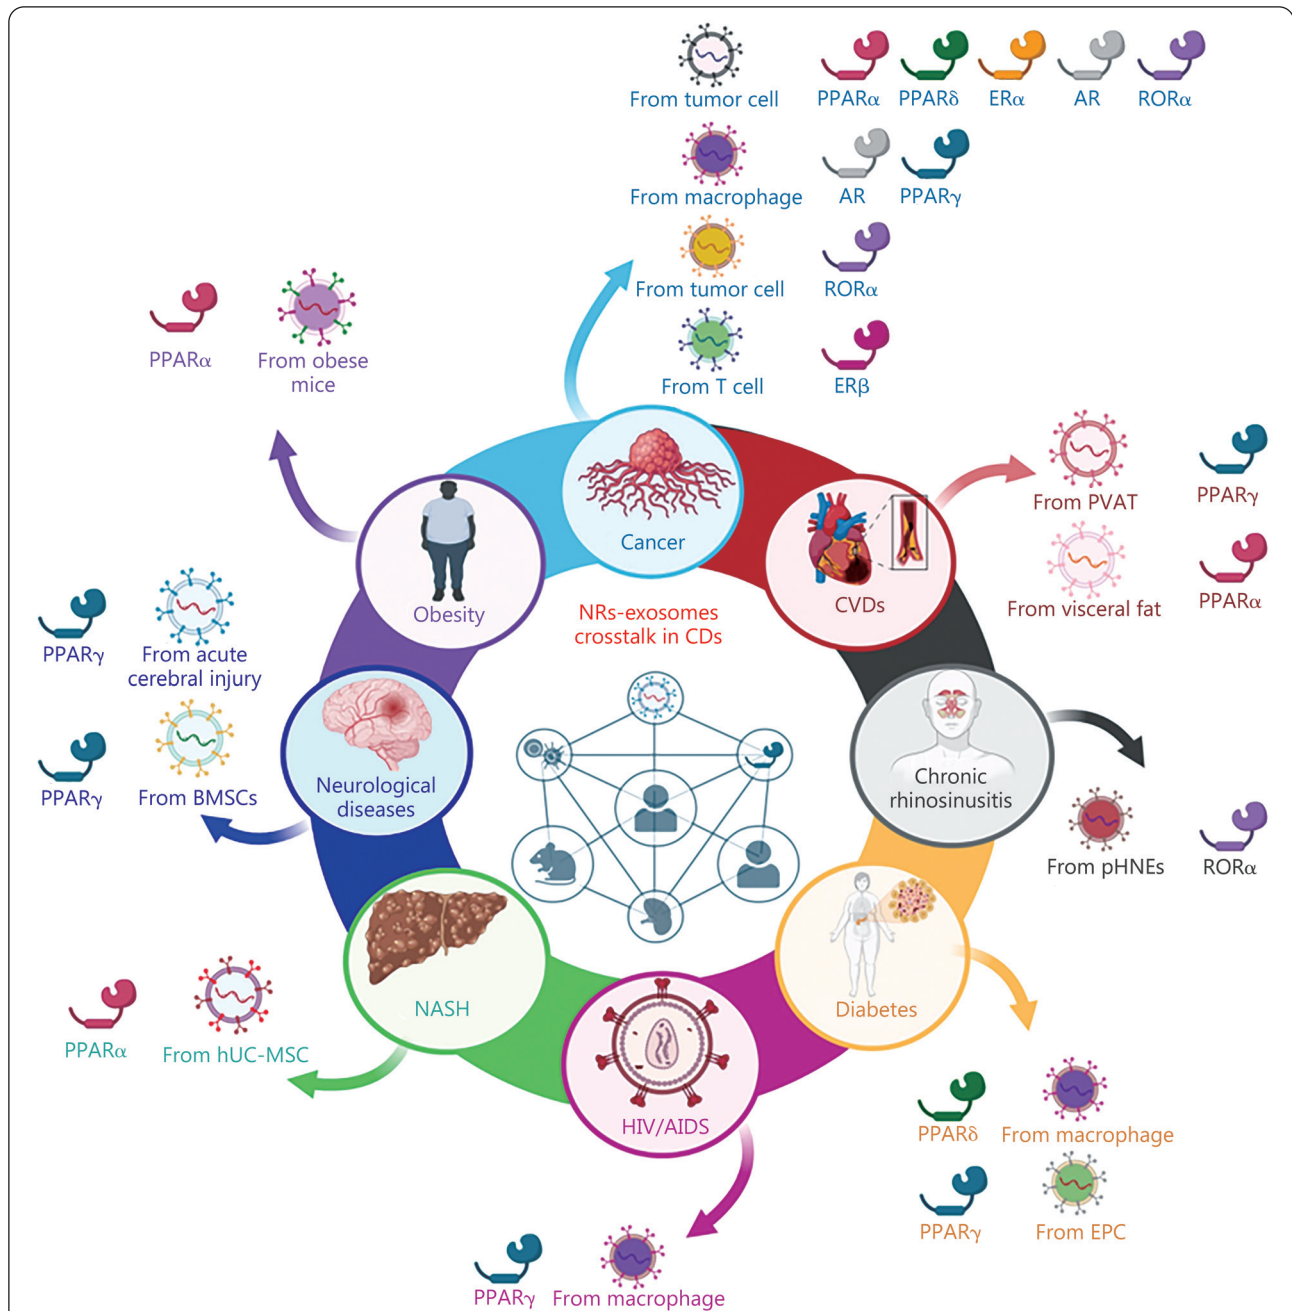 From tumor cell
PPARα PPARδ ERα AR RORα
From macrophage
AR PPARγ
From tumor cell
RORα
From T cell
ERβ
PPARα
From obese
mice
Cancer
From PVAT
PPARγ
From visceral fat
PPARα
CVDs
Obesity
NRs-exosomes
crosstalk in CDs
PPARγ
From acute
cerebral injury
PPARγ
From BMSCs
Neurological
diseases
Chronic
rhinosinusitis
From pHNEs
RORα
NASH
Diabetes
PPARα
From hUC-MSC
HIV/AIDS
PPARδ
From macrophage
PPARγ
From EPC
PPARγ
From macrophage